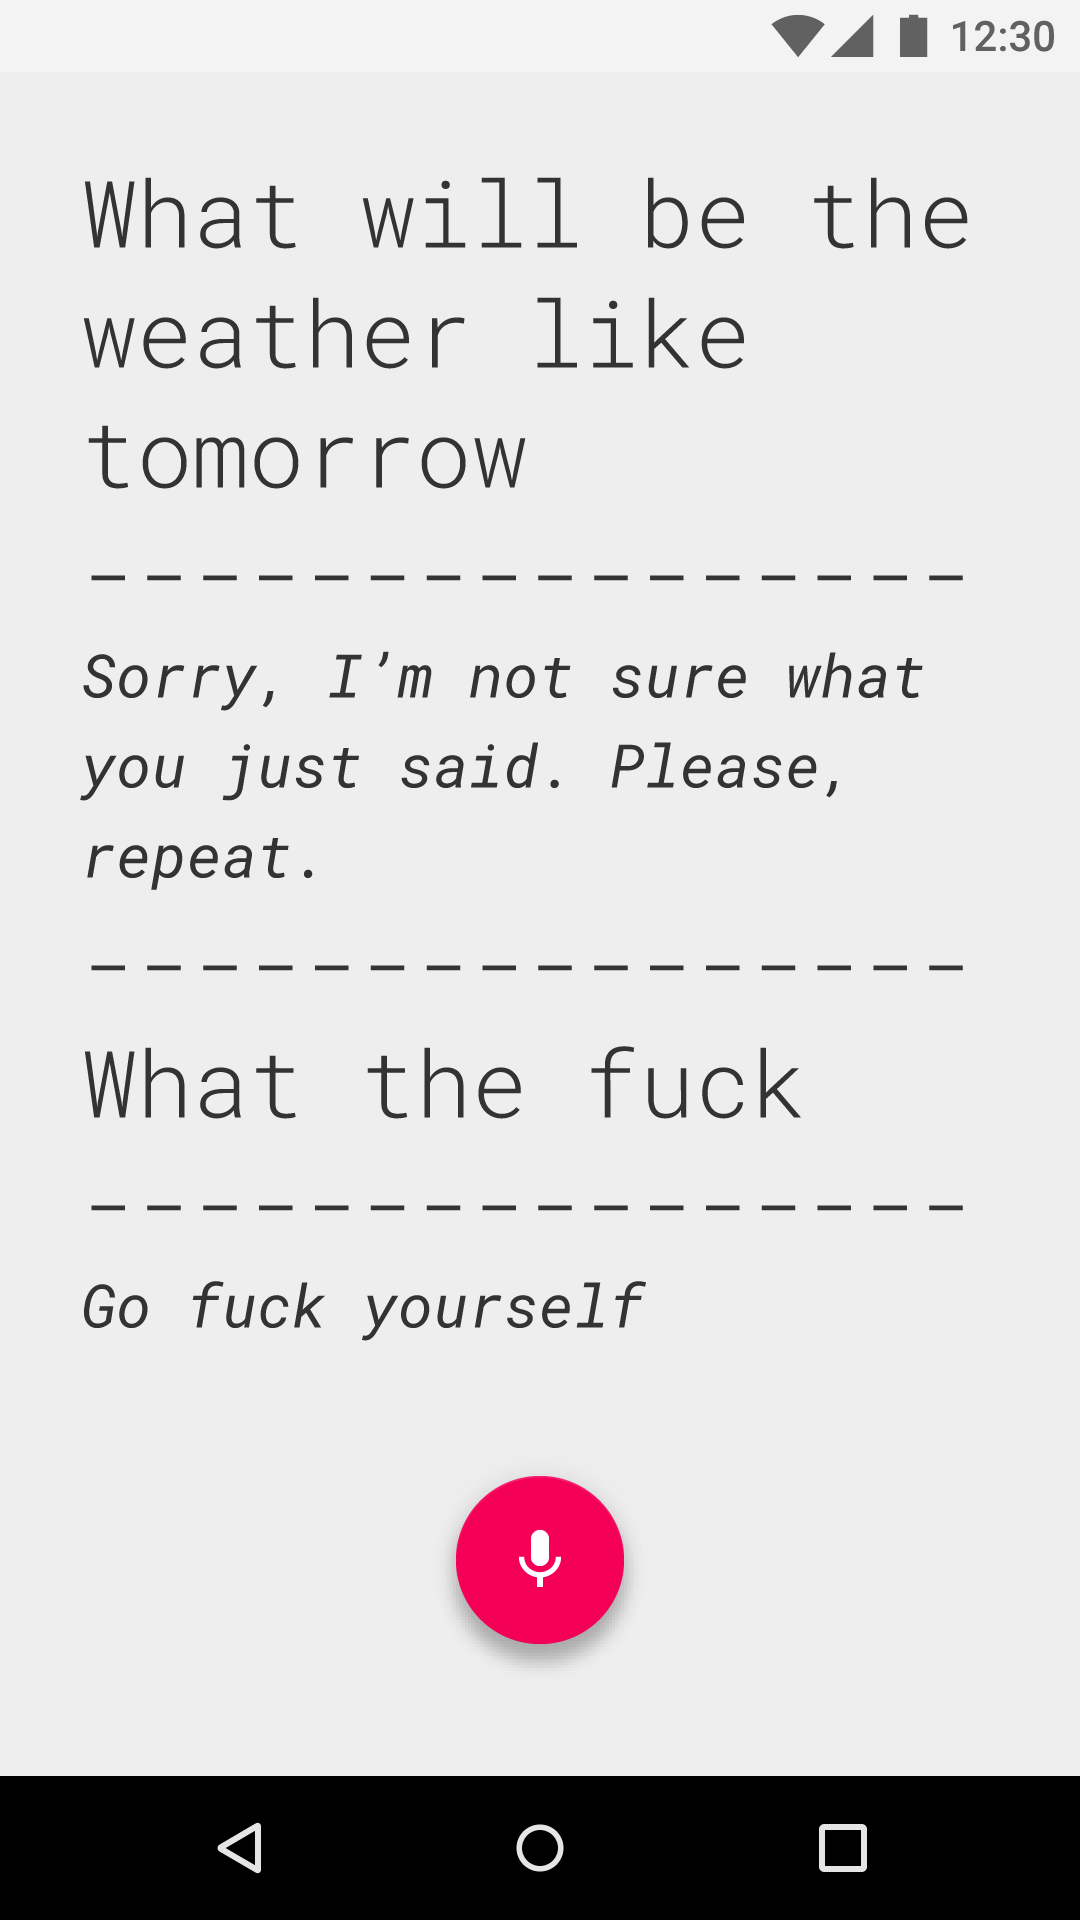 12:30
What will be the
weather like
tomorrow
– – – – – – – – – – – – – – – –
Sorry, I’m not sure what
you just said. Please,
repeat.
– – – – – – – – – – – – – – – –
What the fuck
– – – – – – – – – – – – – – – –
Go fuck yourself